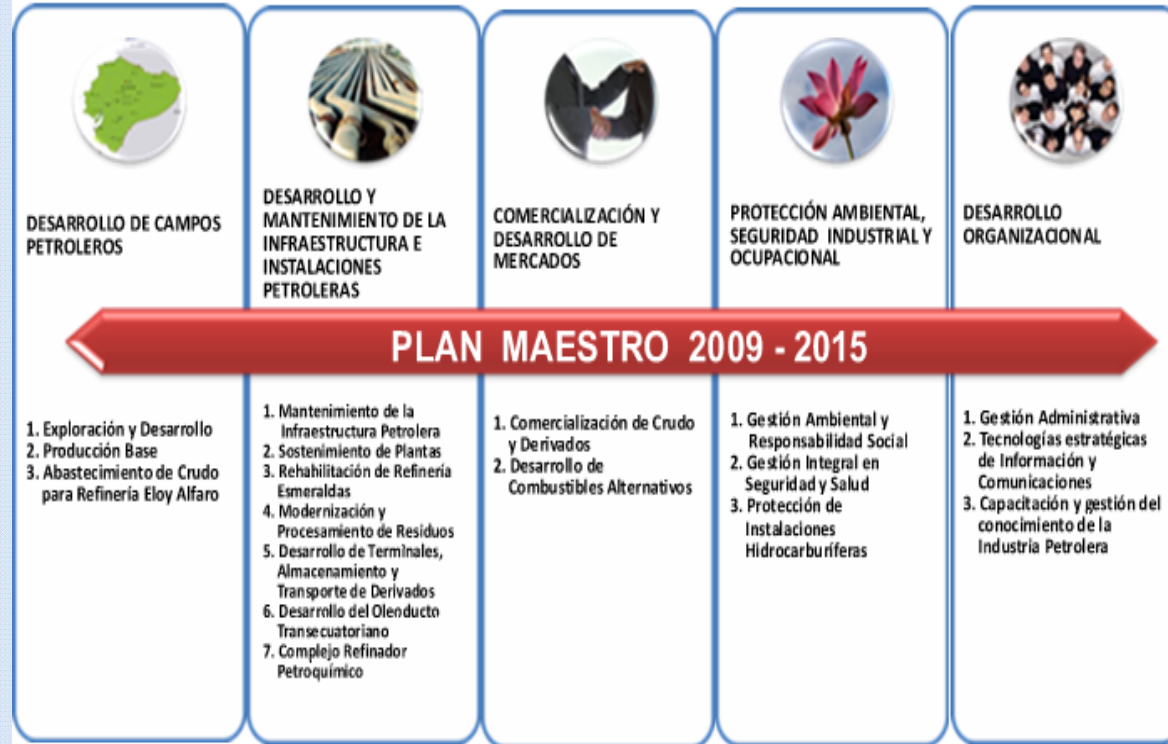 DESARROLLO DE CAMPOS
PETROLEROS
DESARROLLO Y
MANTENIMIENTO DE LA
INFRAESTRUCTURA E
INSTALACIONES
PETROLERAS
COMERCIALIZACIÓN Y
DESARROLLO DE
MERCADOS
PROTECCIÓN AMBIENTAL,
SEGURIDAD INDUSTRIAL Y
OCUPACIONAL
DESARROLLO
ORGANIZACIONAL
PLAN MAESTRO 2009 - 2015
1. Exploración y Desarrollo
2. Producción Base
3. Abastecimiento de Crudo
para Refinería Eloy Alfaro
1. Mantenimiento de la
Infraestructura Petrolera
2. Sostenimiento de Plantas
3. Rehabilitación de Refinería
Esmeraldas
4. Modernización y
Procesamiento de Residuos
5. Desarrollo de Terminales,
Almacenamiento y
Transporte de Derivados
6. Desarrollo del Oleoducto
Transecuatoriano
7. Complejo Refinador
Petroquímico
1. Comercialización de Crudo
y Derivados
2. Desarrollo de
Combustibles Alternativos
1. Gestión Ambiental y
Responsabilidad Social
2. Gestión Integral en
Seguridad y Salud
3. Protección de
Instalaciones
Hidrocarburíferas
1. Gestión Administrativa
2. Tecnologías estratégicas
de Información y
Comunicaciones
3. Capacitación y gestión del
conocimiento de la
Industria Petrolera